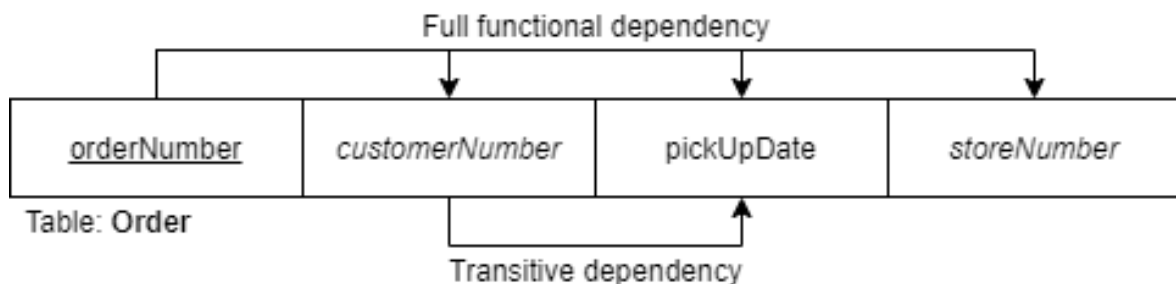 Full functional dependency
orderNumber customerNumber pickUpDate storeNumber
Table: Order
Transitive dependency